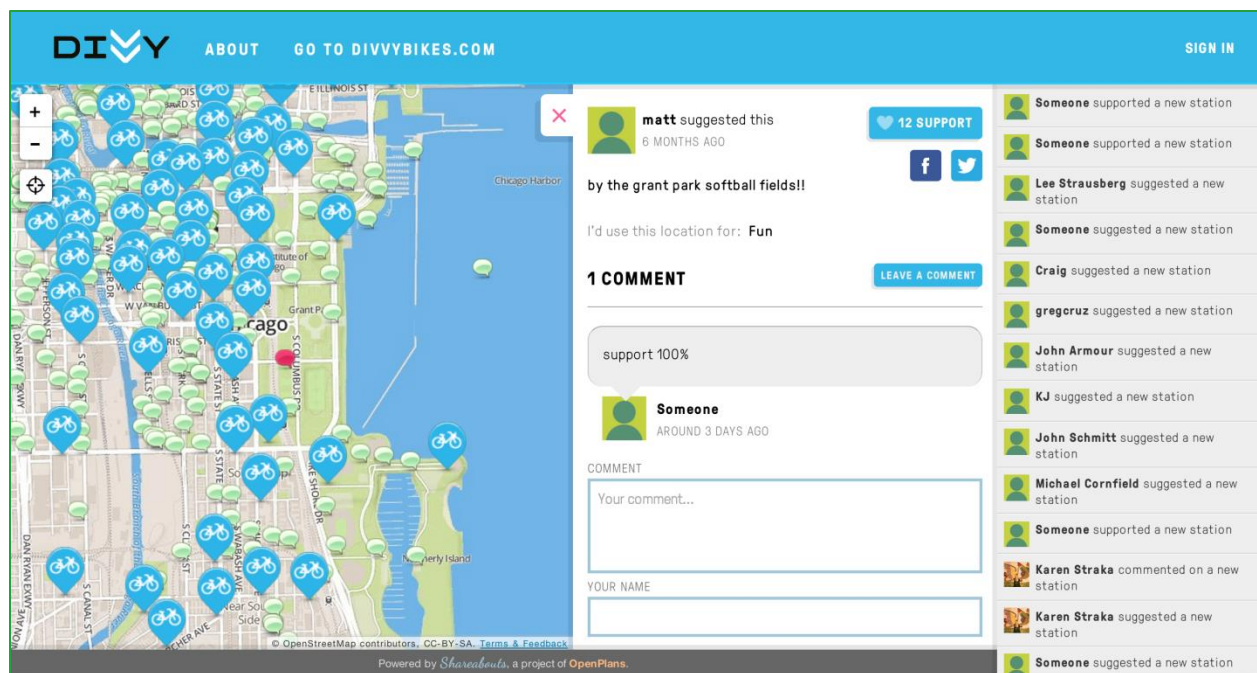 DIVVY
ABOUT
GO TO DIVVYBIKES.COM
SIGN IN
E ILLINOIS ST
+
−
Chicago Harbor
Grant P
cago
S COLUMBUS DR
S STATE ST
S CANAL ST
DAN RYAN EXWY
S WABASH AVE
Near Sou
Side
nerly Island
© OpenStreetMap contributors, CC-BY-SA. Terms & Feedback
×
matt suggested this
6 MONTHS AGO
12 SUPPORT
by the grant park softball fields!!
I'd use this location for: Fun
1 COMMENT
LEAVE A COMMENT
support 100%
Someone
AROUND 3 DAYS AGO
COMMENT
Your comment...
YOUR NAME
Someone supported a new station
Someone supported a new station
Lee Strausberg suggested a new
station
Someone suggested a new station
Craig suggested a new station
gregcruz suggested a new station
John Armour suggested a new
station
KJ suggested a new station
John Schmitt suggested a new
station
Michael Cornfield suggested a new
station
Someone supported a new station
Karen Straka commented on a new
station
Karen Straka suggested a new
station
Someone suggested a new station
Powered by Shareabouts, a project of OpenPlans.